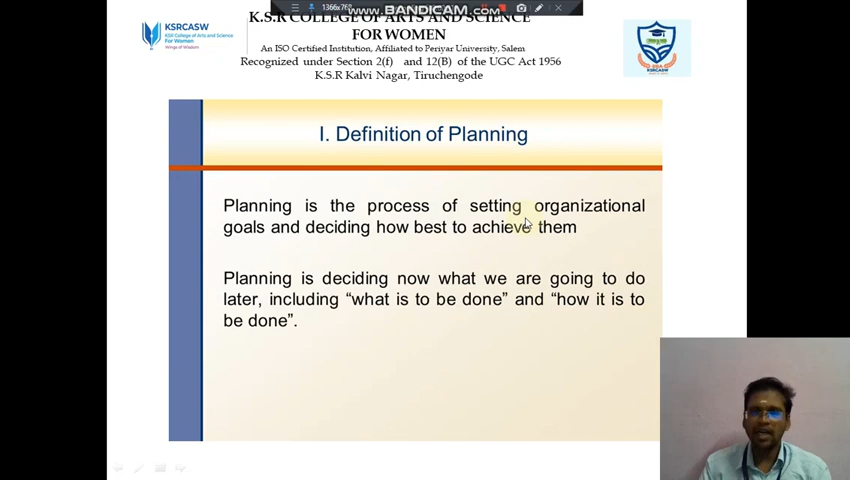 1366x768
www.BANDICAM.com
K.S.R COLLEGE OF ARTS AND SCIENCE
FOR WOMEN
An ISO Certified Institution, Affiliated to Periyar University, Salem
Recognized under Section 2(f) and 12(B) of the UGC Act 1956
K.S.R Kalvi Nagar, Tiruchengode
KSRCASW
KSR College of Arts and Science
For Women
Wings of Wisdom
KSRCASW
I. Definition of Planning
Planning is the process of setting organizational
goals and deciding how best to achieve them
Planning is deciding now what we are going to do
later, including “what is to be done” and “how it is to
be done”.